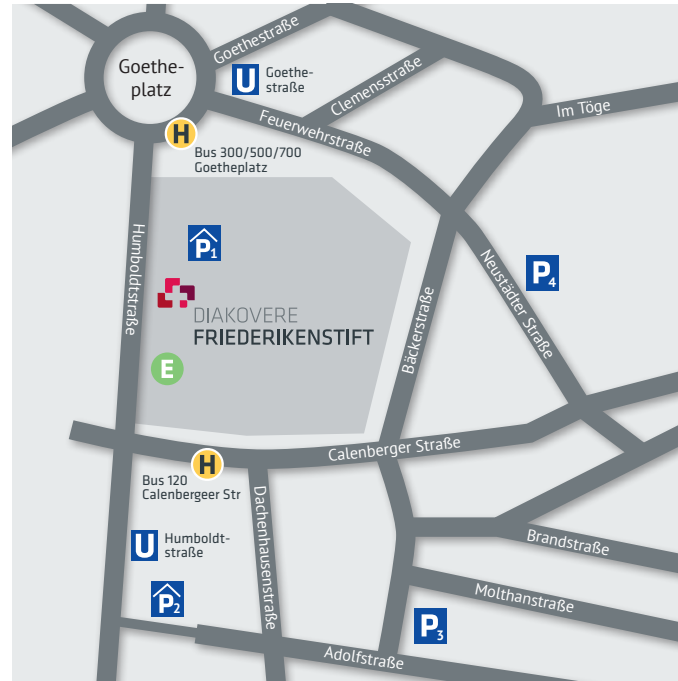 Goethe-
platz
Goethestraße
U
Goethe-
straße
Clemensstraße
Im Töge
H
Feuerwehrstraße
Bus 300/500/700
Goetheplatz
Humboldtstraße
P1
Neustädter Straße
P4
DIAKOVERE
FRIEDERIKENSTIFT
Bäckerstraße
E
Calenberger Straße
H
Bus 120
Calenbergeer Str
Dachenhausenstraße
U
Humboldt-
straße
Brandstraße
P2
Molthanstraße
P3
Adolfstraße